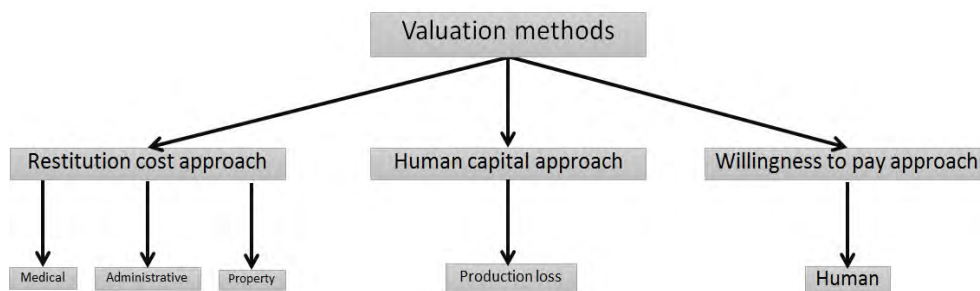 Valuation methods
Restitution cost approach
Human capital approach
Willingness to pay approach
Medical
Administrative
Property
Production loss
Human